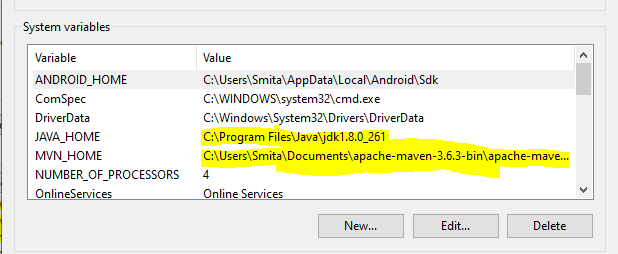 System variables
Variable Value
ANDROID_HOME C:\Users\Smita\AppData\Local\Android\Sdk
ComSpec C:\WINDOWS\system32\cmd.exe
DriverData C:\Windows\System32\Drivers\DriverData
JAVA_HOME C:\Program Files\Java\jdk1.8.0_261
MVN_HOME C:\Users\Smita\Documents\apache-maven-3.6.3-bin\apache-mave...
NUMBER_OF_PROCESSORS 4
OnlineServices Online Services
New... Edit... Delete